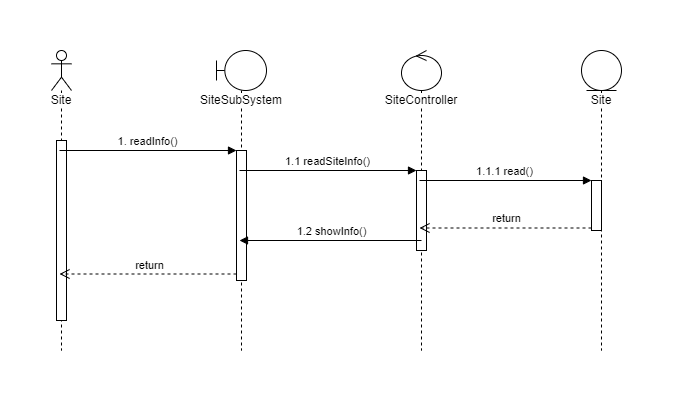 Site
SiteSubSystem
SiteController
Site
1. readInfo()
1.1 readSiteInfo()
1.1.1 read()
return
1.2 showInfo()
return